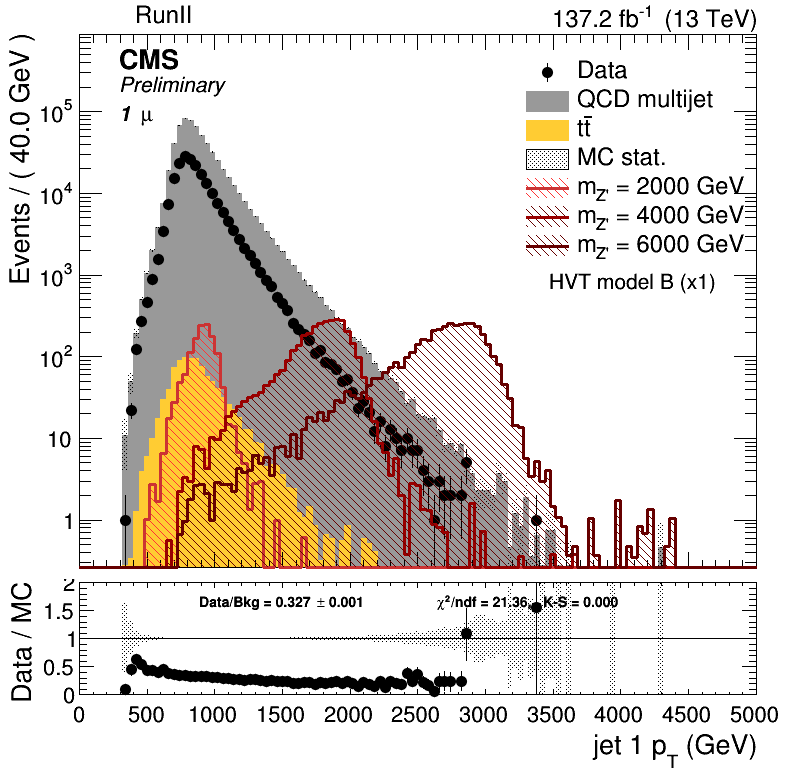 RunII
137.2 fb⁻¹ (13 TeV)
Events / ( 40.0 GeV )
CMS
Preliminary
1 μ
Data
QCD multijet
tt̄
MC stat.
m_Z' = 2000 GeV
m_Z' = 4000 GeV
m_Z' = 6000 GeV
HVT model B (x1)
10⁵
10⁴
10³
10²
10
1
Data / MC
2
1.5
1
0.5
0
Data/Bkg = 0.327 ± 0.001
χ²/ndf = 21.36, K-S = 0.000
0 500 1000 1500 2000 2500 3000 3500 4000 4500 5000
jet 1 p_T (GeV)